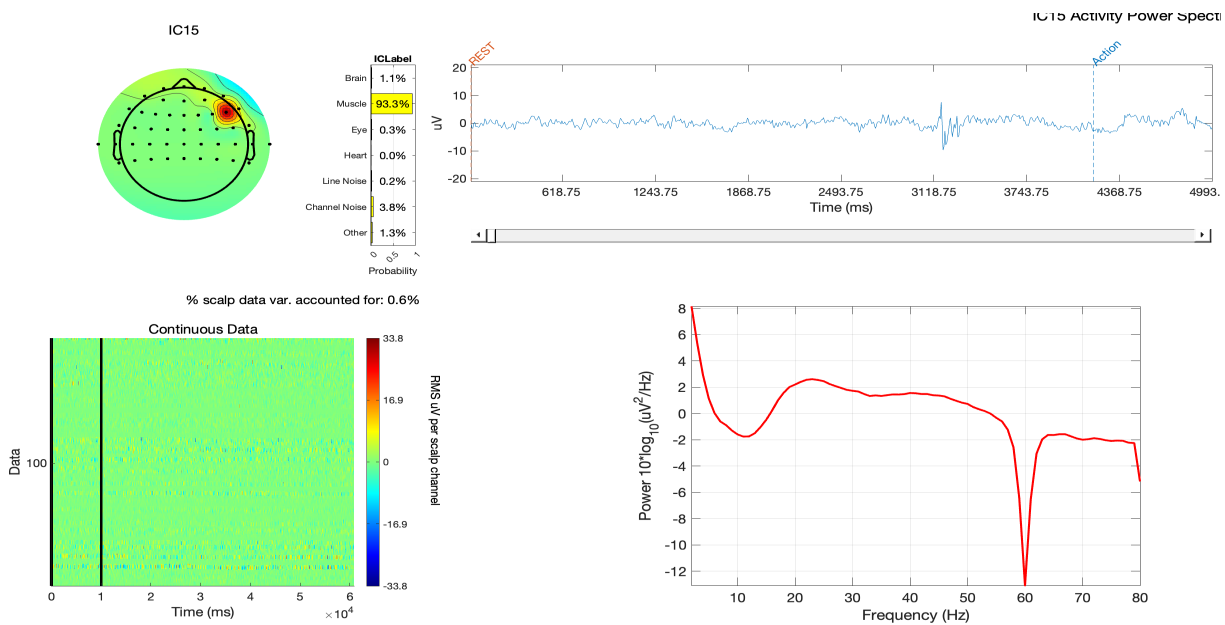 IC15
ICLabel
Brain 1.1%
Muscle 93.3%
Eye 0.3%
Heart 0.0%
Line Noise 0.2%
Channel Noise 3.8%
Other 1.3%
0 0.5 1
Probability
IC15 Activity Power Spectr
REST
Action
20
10
0
-10
-20
uV
618.75 1243.75 1868.75 2493.75 3118.75 3743.75 4368.75 4993.
Time (ms)
% scalp data var. accounted for: 0.6%
Continuous Data
Data
100
0 1 2 3 4 5 6
×10⁴
Time (ms)
33.8
16.9
0
-16.9
-33.8
RMS uV per scalp channel
8
6
4
2
0
-2
-4
-6
-8
-10
-12
Power 10*log₁₀(uV²/Hz)
10 20 30 40 50 60 70 80
Frequency (Hz)